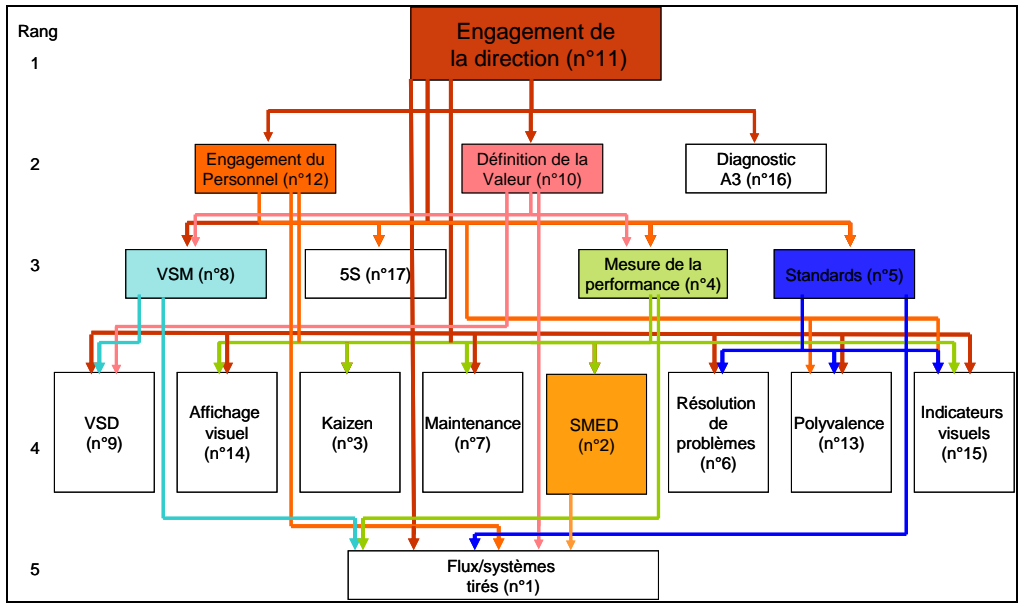 Rang
1
Engagement de
la direction (n°11)
2
Engagement du
Personnel (n°12)
Définition de la
Valeur (n°10)
Diagnostic
A3 (n°16)
3
VSM (n°8)
5S (n°17)
Mesure de la
performance (n°4)
Standards (n°5)
4
VSD
(n°9)
Affichage
visuel
(n°14)
Kaizen
(n°3)
Maintenance
(n°7)
SMED
(n°2)
Résolution
de
problèmes
(n°6)
Polyvalence
(n°13)
Indicateurs
visuels
(n°15)
5
Flux/systèmes
tirés (n°1)